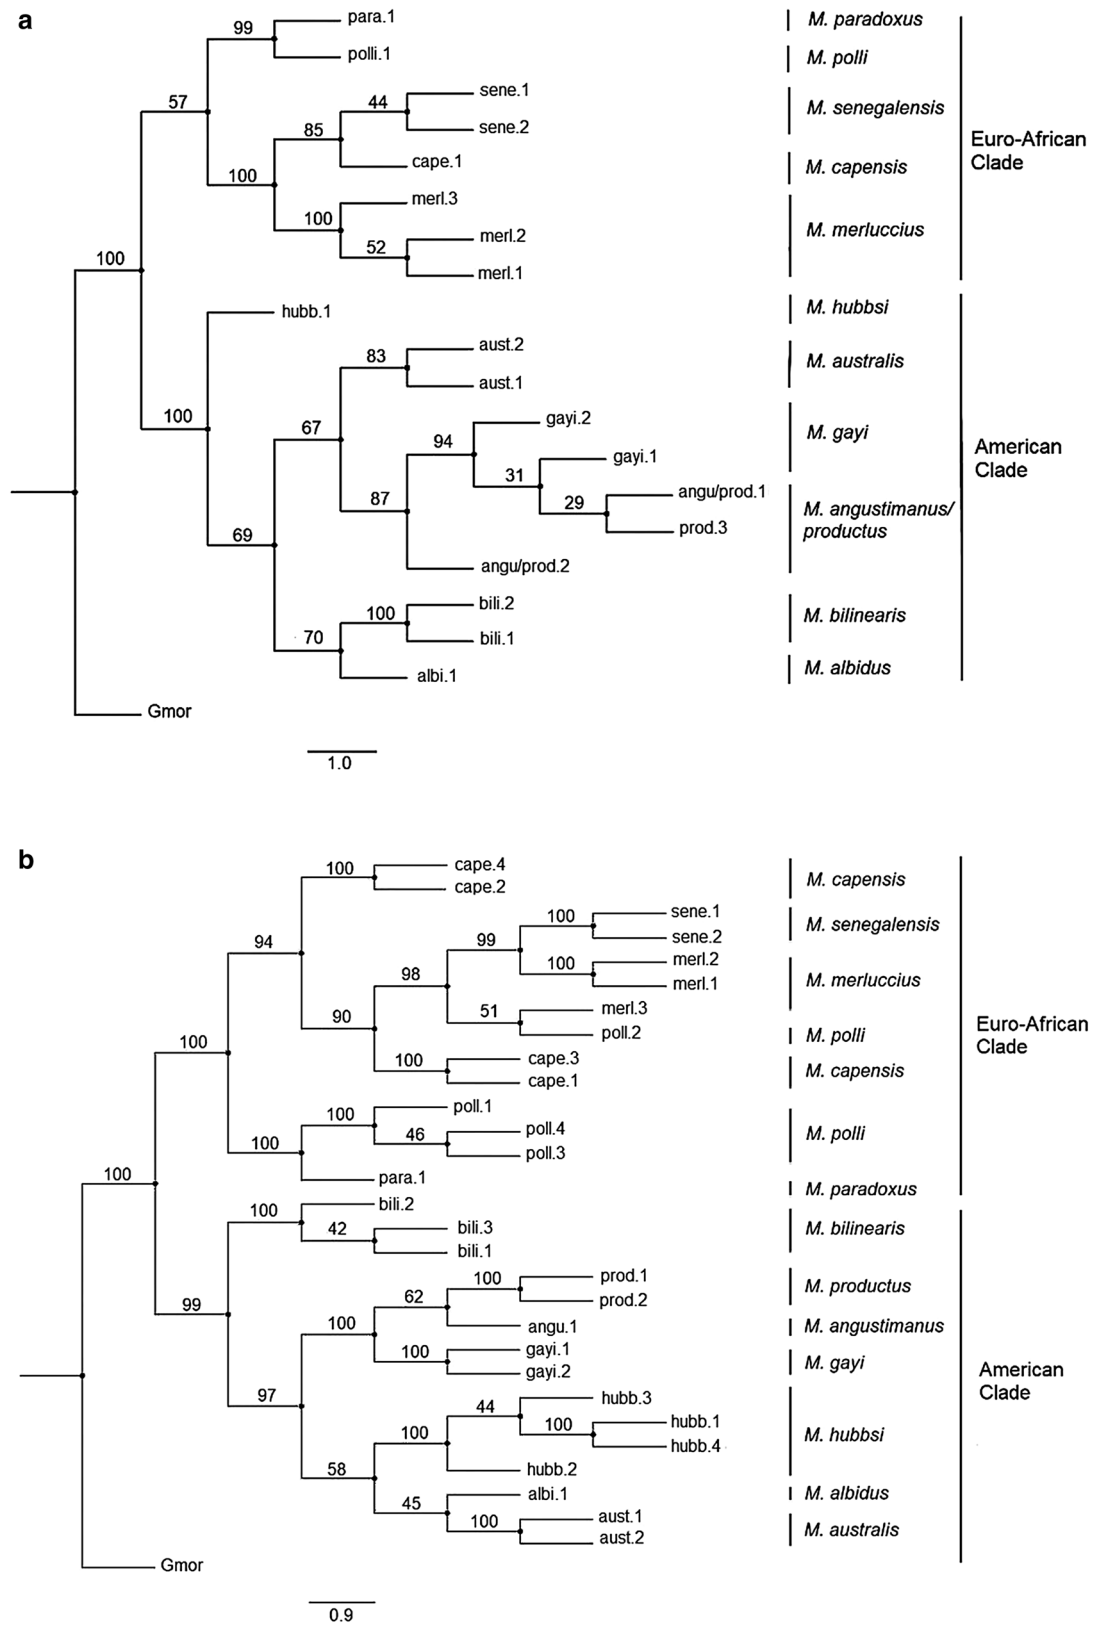 a
99
para.1
M. paradoxus
polli.1
M. polli
57
44
sene.1
M. senegalensis
85
sene.2
Euro-African
Clade
cape.1
M. capensis
100
merl.3
100
merl.2
M. merluccius
52
merl.1
100
hubb.1
M. hubbsi
83
aust.2
M. australis
aust.1
100
67
gayi.2
M. gayi
94
gayi.1
American
Clade
31
87
29
angu/prod.1
M. angustimanus/
productus
prod.3
69
angu/prod.2
100
bili.2
M. bilinearis
70
bili.1
albi.1
M. albidus
Gmor
1.0
b
100
cape.4
M. capensis
cape.2
94
100
sene.1
M. senegalensis
99
sene.2
100
merl.2
M. merluccius
98
merl.1
90
51
merl.3
Euro-African
Clade
poll.2
M. polli
100
100
cape.3
M. capensis
cape.1
100
poll.1
M. polli
100
46
poll.4
poll.3
100
para.1
M. paradoxus
100
bili.2
M. bilinearis
42
bili.3
bili.1
99
100
prod.1
M. productus
62
prod.2
100
angu.1
M. angustimanus
100
gayi.1
M. gayi
gayi.2
American
Clade
97
44
hubb.3
M. hubbsi
100
100
hubb.1
hubb.4
58
hubb.2
45
albi.1
M. albidus
100
aust.1
M. australis
aust.2
Gmor
0.9